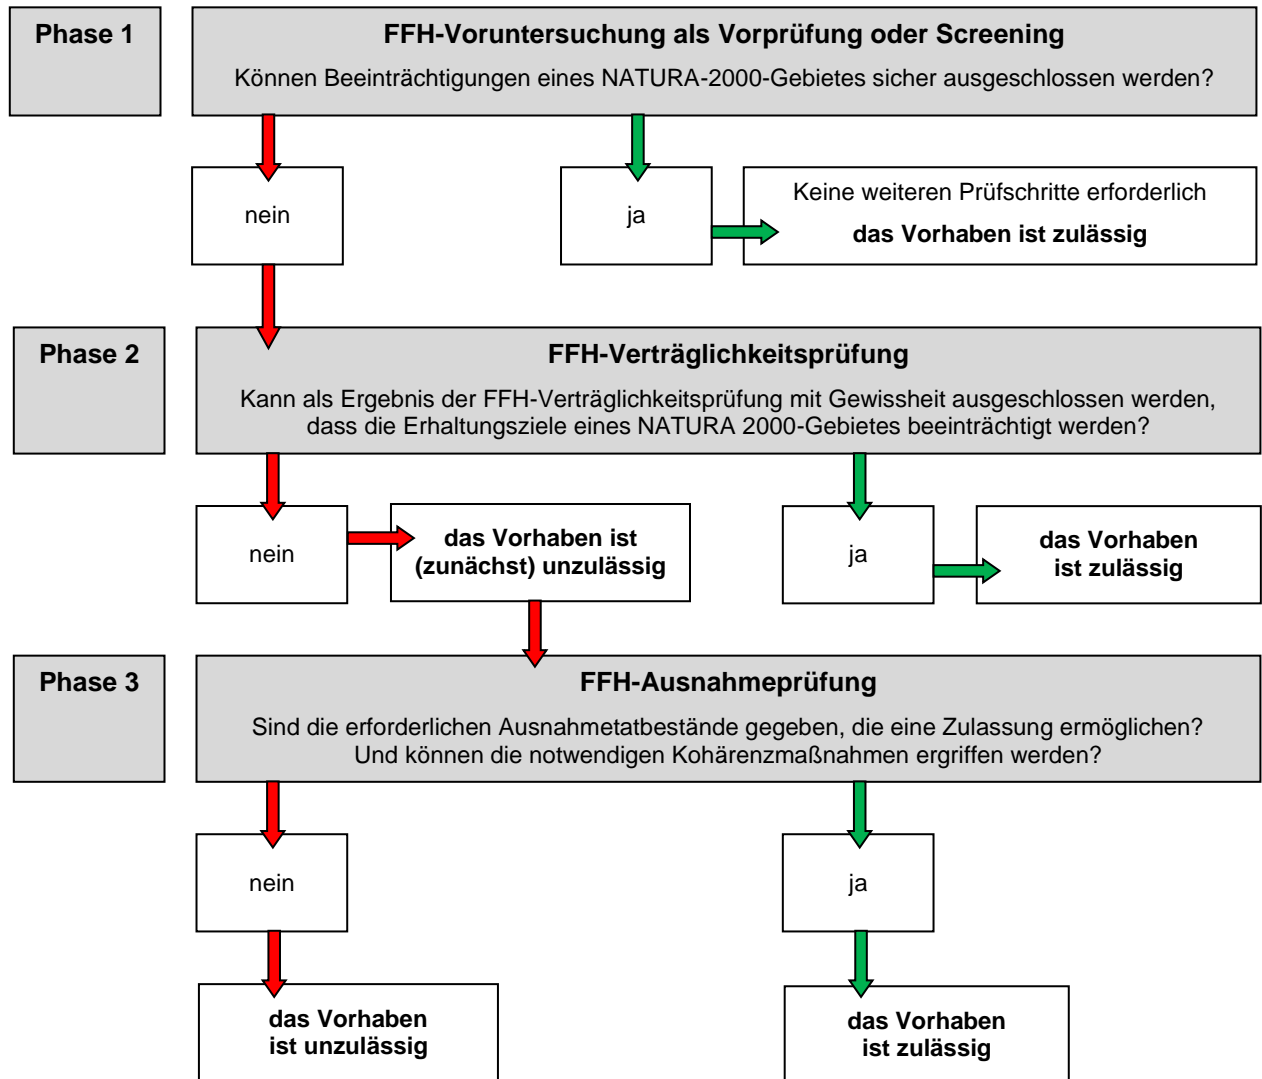 Phase 1
FFH-Voruntersuchung als Vorprüfung oder Screening
Können Beeinträchtigungen eines NATURA-2000-Gebietes sicher ausgeschlossen werden?
nein
ja
Keine weiteren Prüfschritte erforderlich
das Vorhaben ist zulässig
Phase 2
FFH-Verträglichkeitsprüfung
Kann als Ergebnis der FFH-Verträglichkeitsprüfung mit Gewissheit ausgeschlossen werden,
dass die Erhaltungsziele eines NATURA 2000-Gebietes beeinträchtigt werden?
nein
das Vorhaben ist
(zunächst) unzulässig
ja
das Vorhaben
ist zulässig
Phase 3
FFH-Ausnahmeprüfung
Sind die erforderlichen Ausnahmetatbestände gegeben, die eine Zulassung ermöglichen?
Und können die notwendigen Kohärenzmaßnahmen ergriffen werden?
nein
ja
das Vorhaben
ist unzulässig
das Vorhaben
ist zulässig